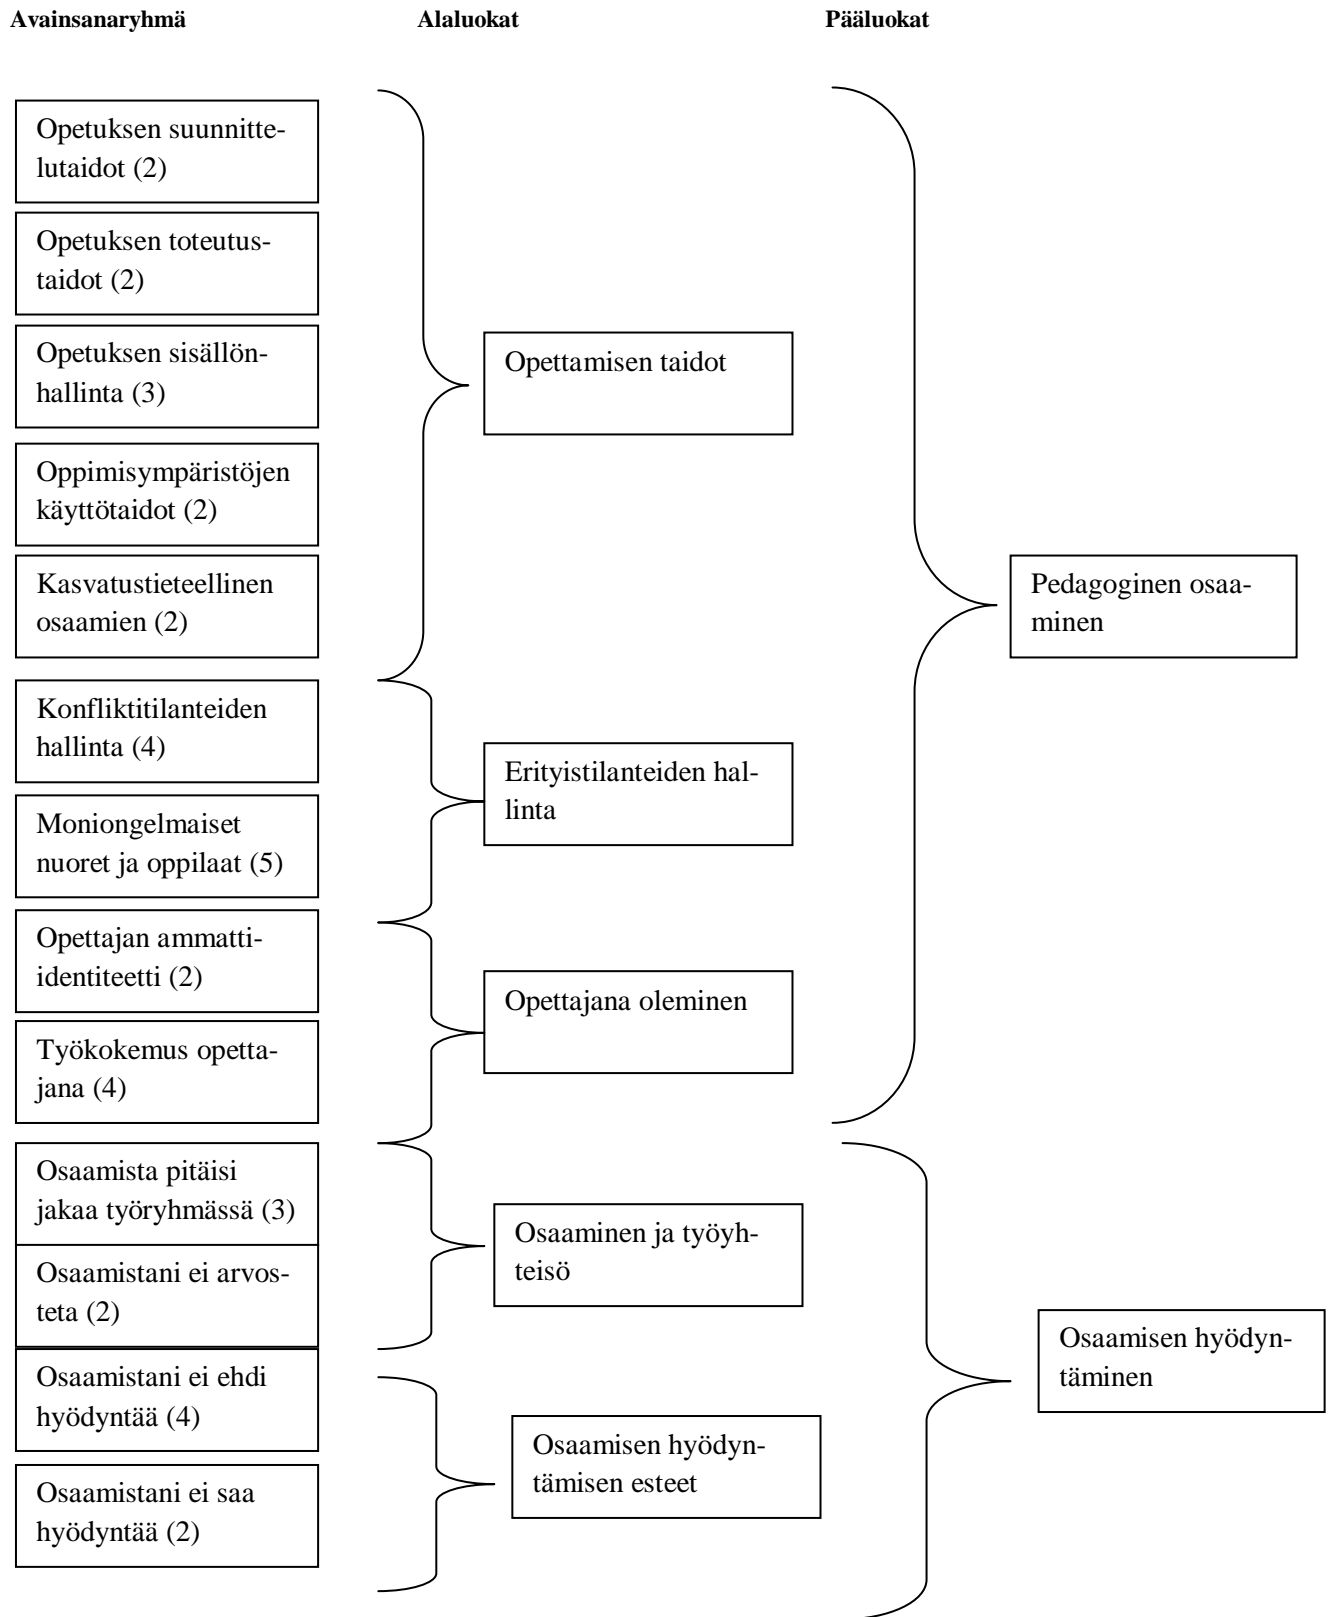 Avainsanaryhmä
Alaluokat
Pääluokat
Opetuksen suunnitte-
lutaidot (2)
Opetuksen toteutus-
taidot (2)
Opetuksen sisällön-
hallinta (3)
Oppimisympäristöjen
käyttötaidot (2)
Kasvatustieteellinen
osaamien (2)
Konfliktitilanteiden
hallinta (4)
Moniongelmaiset
nuoret ja oppilaat (5)
Opettajan ammatti-
identiteetti (2)
Työkokemus opetta-
jana (4)
Osaamista pitäisi
jakaa työryhmässä (3)
Osaamistani ei arvos-
teta (2)
Osaamistani ei ehdi
hyödyntää (4)
Osaamistani ei saa
hyödyntää (2)
Opettamisen taidot
Erityistilanteiden hal-
linta
Opettajana oleminen
Osaaminen ja työyh-
teisö
Osaamisen hyödyn-
tämisen esteet
Pedagoginen osaa-
minen
Osaamisen hyödyn-
täminen